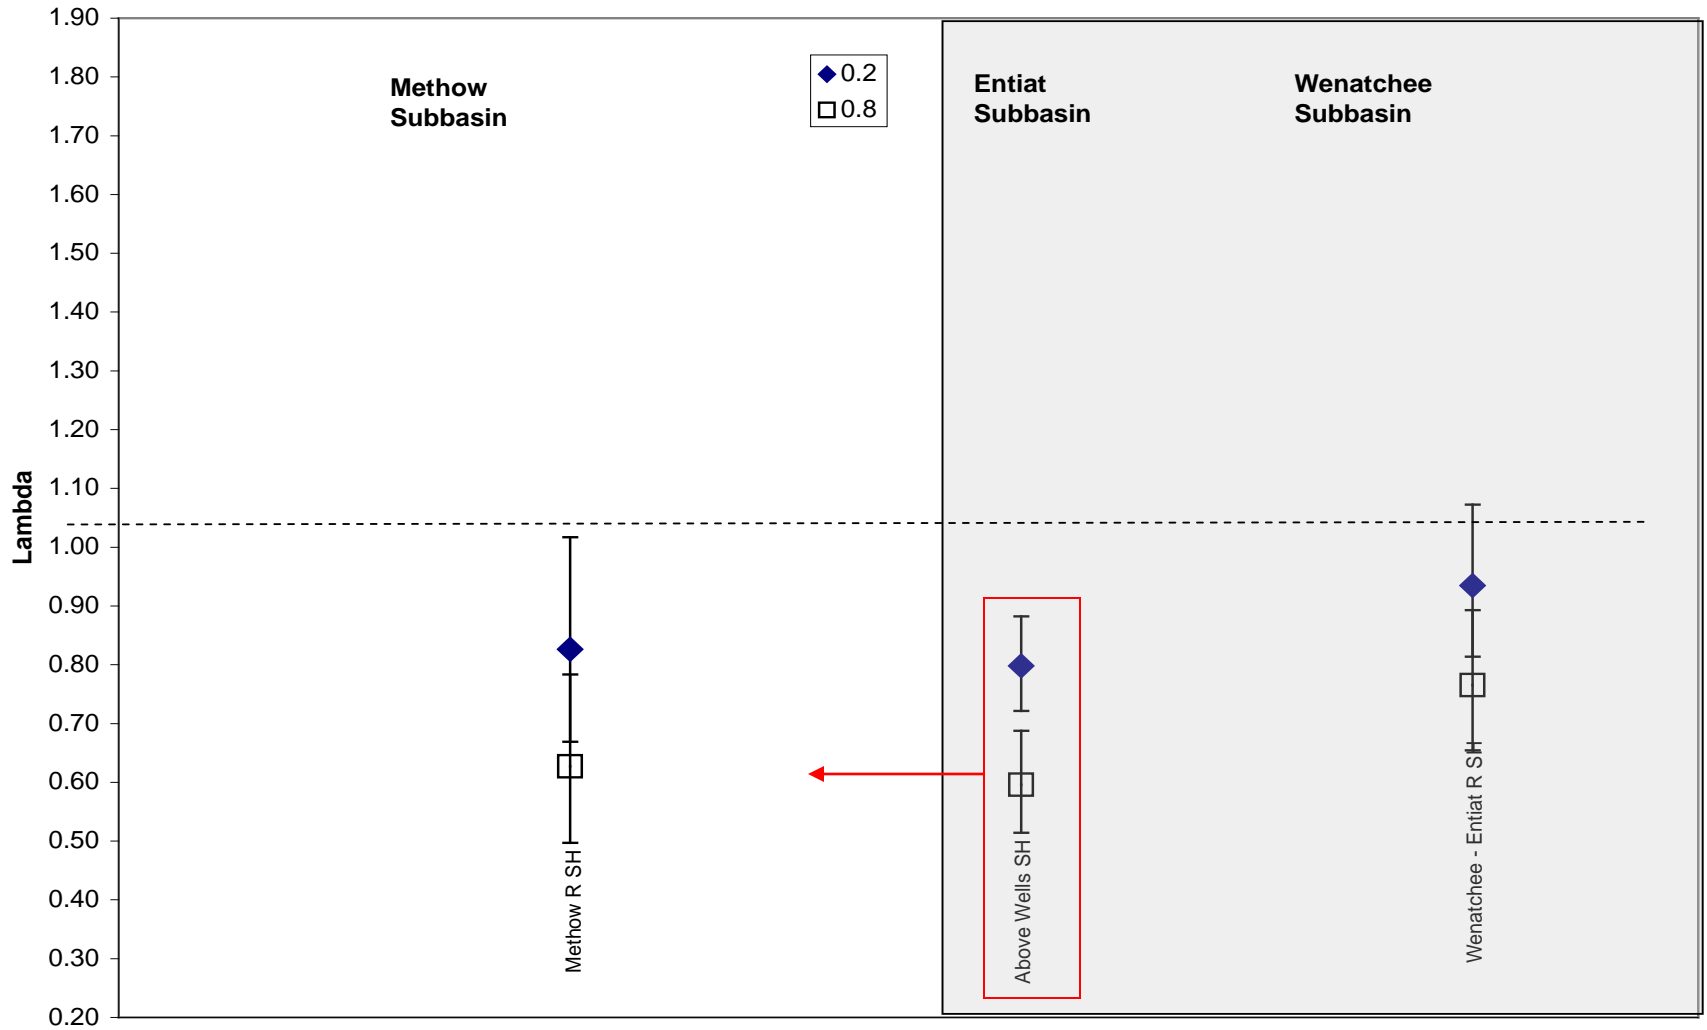 1.90
1.80
1.70
1.60
1.50
1.40
1.30
1.20
1.10
1.00
0.90
0.80
0.70
0.60
0.50
0.40
0.30
0.20
Lambda
Methow
Subbasin
0.2
0.8
Entiat
Subbasin
Wenatchee
Subbasin
Methow R SH
Above Wells SH
Wenatchee - Entiat R SH